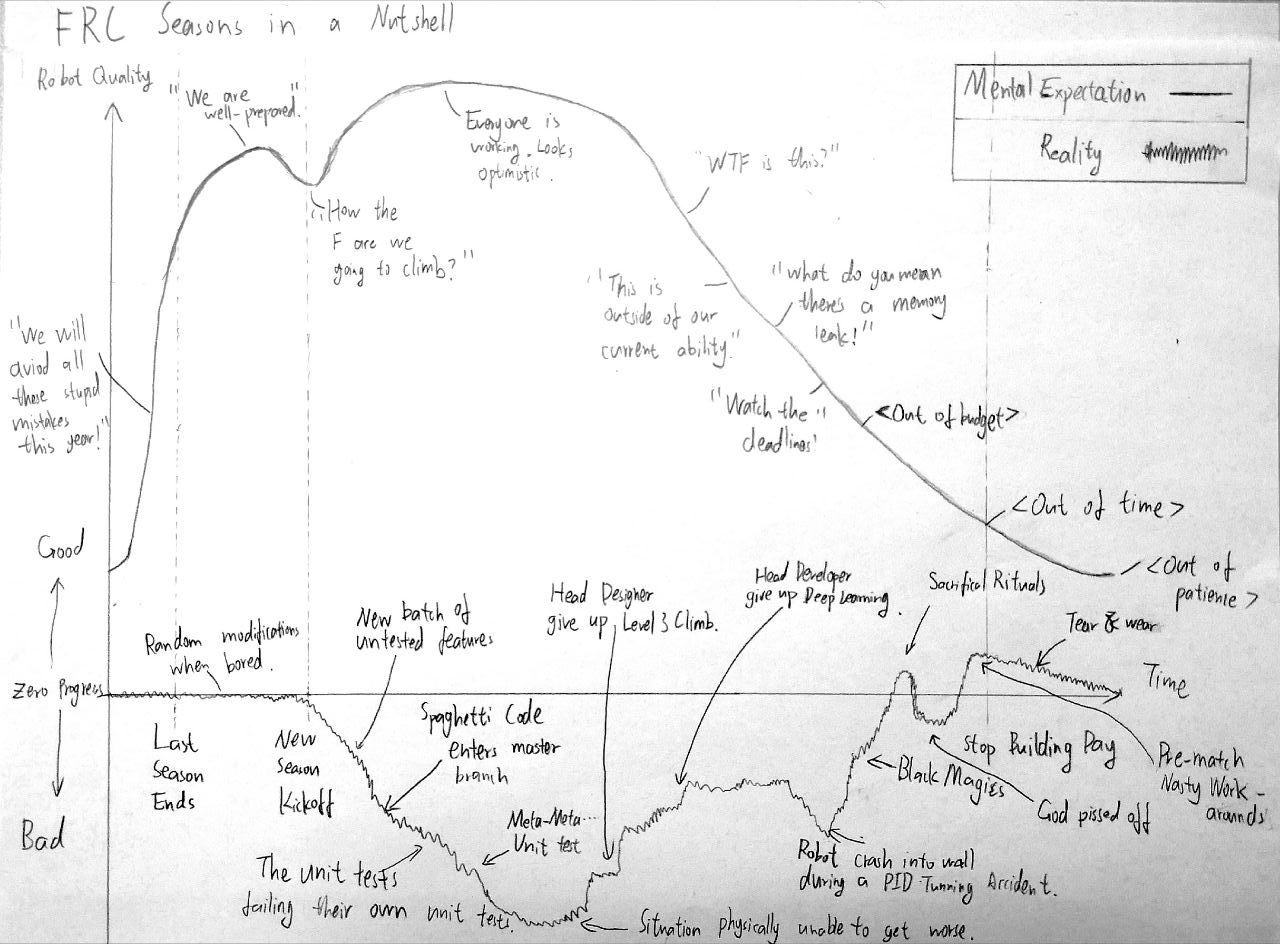 FRC Seasons in a Nutshell
Robot Quality
"We are
well-prepared."
Mental Expectation
Reality
Everyone is
working. Looks
optimistic.
"WTF is this?"
"How the
F are we
going to climb?"
"This is
outside of our
current ability."
"what do you mean
there's a memory
leak!"
"We will
aviod all
these stupid
mistakes
this year!"
"Watch the
deadlines"
<Out of budget>
<Out of time>
<Out of
patience>
Good
Zero Progress
Bad
Random modifications
when bored.
New batch of
untested features
Head Designer
give up Level 3 Climb.
Head Developer
give up Deep Learning.
Sacrifical Rituals
Tear & wear
Time
Last
Season
Ends
New
Season
Kickoff
Spaghetti Code
enters master
branch
Stop Building Day
Black Magics
Pre-match
Nasty Work-
arounds
God pissed off
Meta-Meta-...
Unit test
The unit tests
failing their own unit tests.
Robot crash into wall
during a PID Tunning Accident.
Situation physically unable to get worse.